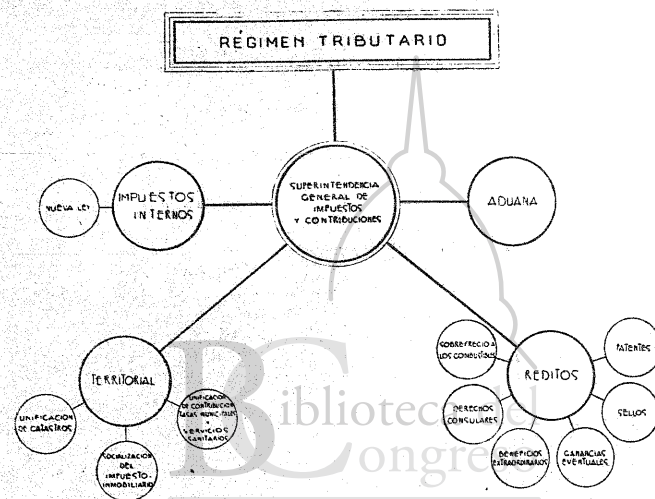 RÉGIMEN TRIBUTARIO
SUPERINTENDENCIA
GENERAL DE
IMPUESTOS
Y CONTRIBUCIONES
NUEVA LEY
IMPUESTOS
INTERNOS
ADUANA
TERRITORIAL
UNIFICACION
DE CATASTROS
SOCIALIZACION
DEL
IMPUESTO
INMOBILIARIO
UNIFICACION
DE CONTRIBUCION
TASAS MUNICIPALES
Y
SERVICIOS
SANITARIOS
REDITOS
SOBREPRECIO A
LOS COMBUSTIBLES
DERECHOS
CONSULARES
BENEFICIOS
EXTRAORDINARIOS
GANANCIAS
EVENTUALES
SELLOS
PATENTES
Biblioteca del
Congreso